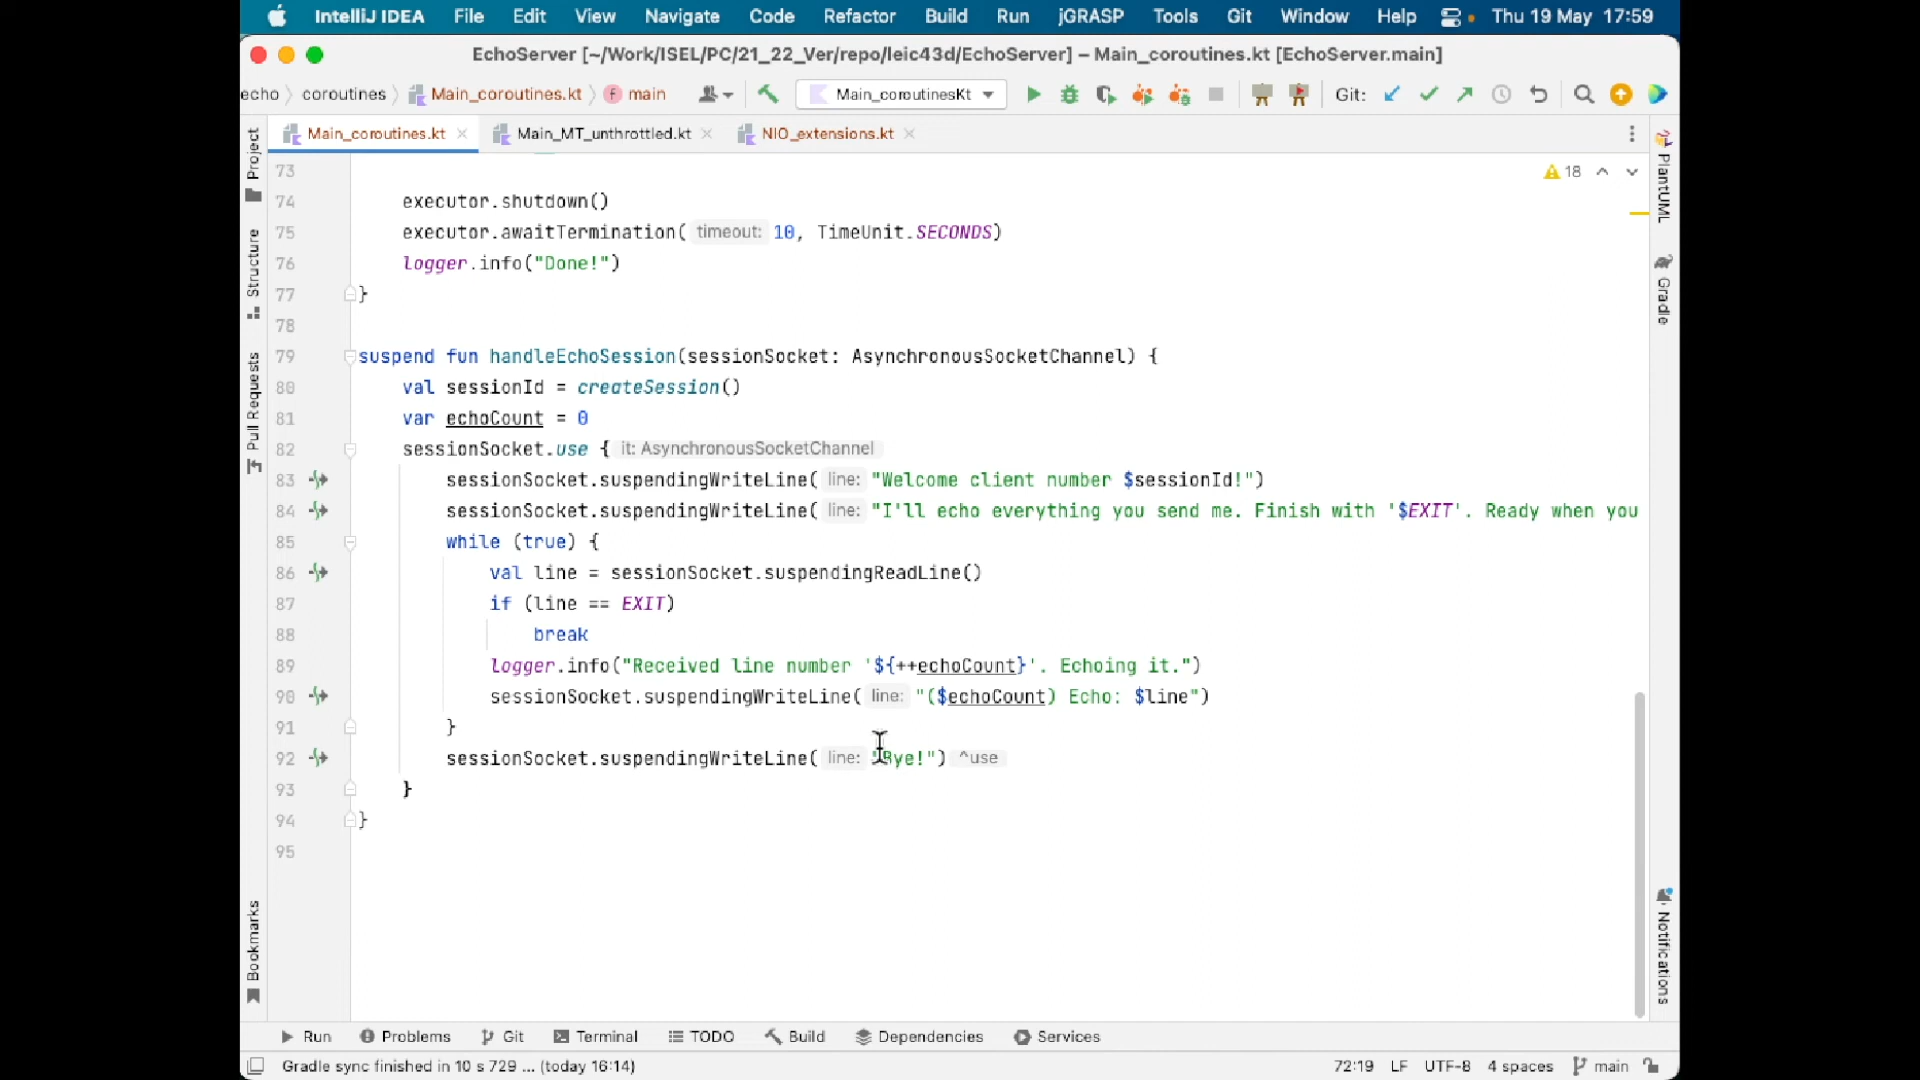 IntelliJ IDEA File Edit View Navigate Code Refactor Build Run jGRASP Tools Git Window Help Thu 19 May 17:59
EchoServer [~/Work/ISEL/PC/21_22_Ver/repo/leic43d/EchoServer] – Main_coroutines.kt [EchoServer.main]
echo coroutines Main_coroutines.kt main Main_coroutinesKt Git:
Main_coroutines.kt Main_MT_unthrottled.kt NIO_extensions.kt
Project
Structure
Pull Requests
Bookmarks
18
73
74 executor.shutdown()
75 executor.awaitTermination( timeout: 10, TimeUnit.SECONDS)
76 logger.info("Done!")
77 }
78
79 suspend fun handleEchoSession(sessionSocket: AsynchronousSocketChannel) {
80 val sessionId = createSession()
81 var echoCount = 0
82 sessionSocket.use { it: AsynchronousSocketChannel
83 sessionSocket.suspendingWriteLine( line: "Welcome client number $sessionId!")
84 sessionSocket.suspendingWriteLine( line: "I'll echo everything you send me. Finish with '$EXIT'. Ready when you
85 while (true) {
86 val line = sessionSocket.suspendingReadLine()
87 if (line == EXIT)
88 break
89 logger.info("Received line number '${++echoCount}'. Echoing it.")
90 sessionSocket.suspendingWriteLine( line: "($echoCount) Echo: $line")
91 }
92 sessionSocket.suspendingWriteLine( line: "Bye!") ^use
93 }
94 }
95
PlantUML
Gradle
Notifications
Run Problems Git Terminal TODO Build Dependencies Services
Gradle sync finished in 10 s 729 ... (today 16:14) 72:19 LF UTF-8 4 spaces main